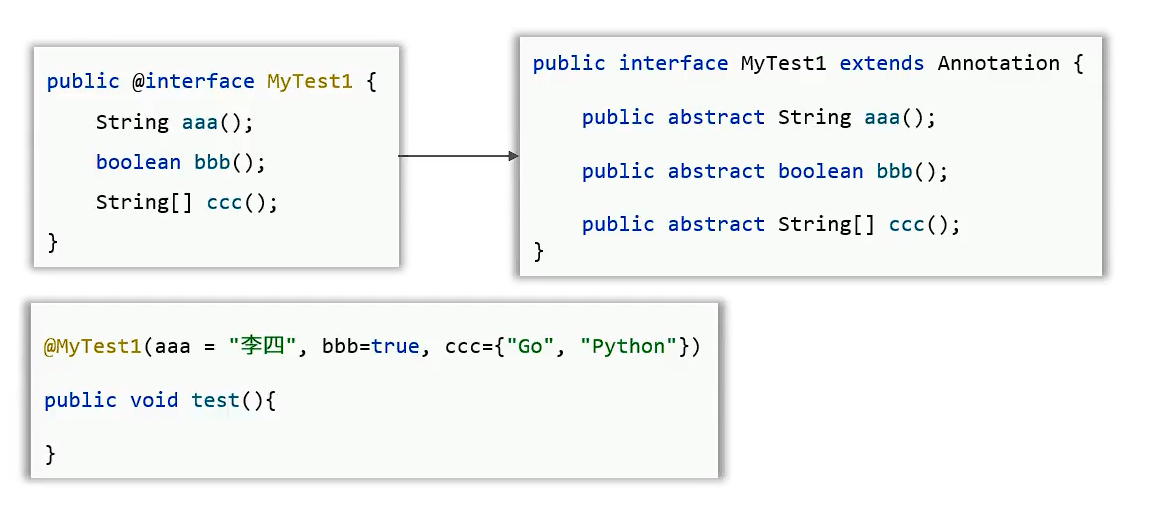 public @interface MyTest1 {
    String aaa();
    boolean bbb();
    String[] ccc();
}
public interface MyTest1 extends Annotation {
    public abstract String aaa();
    public abstract boolean bbb();
    public abstract String[] ccc();
}
@MyTest1(aaa = "李四", bbb=true, ccc={"Go", "Python"})
public void test(){
}